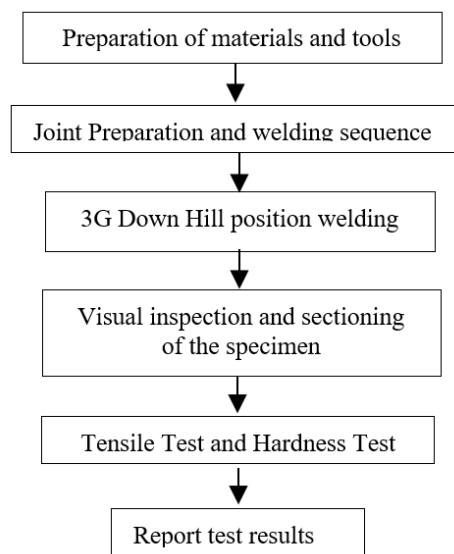 Preparation of materials and tools
Joint Preparation and welding sequence
3G Down Hill position welding
Visual inspection and sectioning
of the specimen
Tensile Test and Hardness Test
Report test results